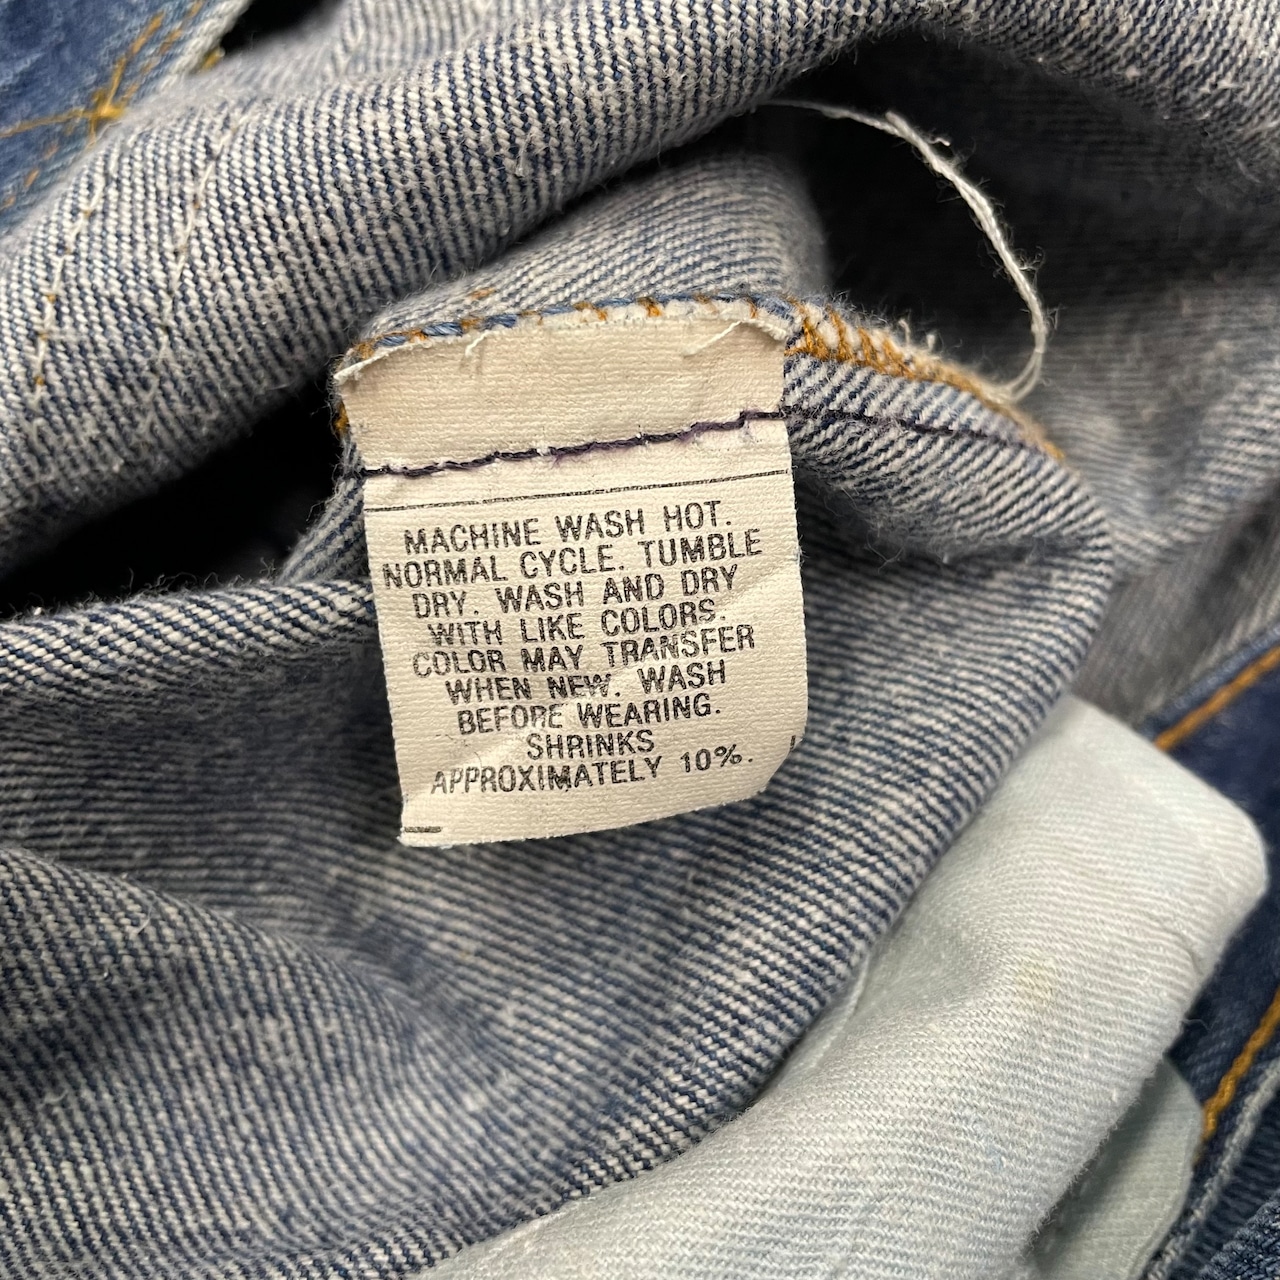 MACHINE WASH HOT.
NORMAL CYCLE. TUMBLE
DRY. WASH AND DRY
WITH LIKE COLORS.
COLOR MAY TRANSFER
WHEN NEW. WASH
BEFORE WEARING.
SHRINKS
APPROXIMATELY 10%.